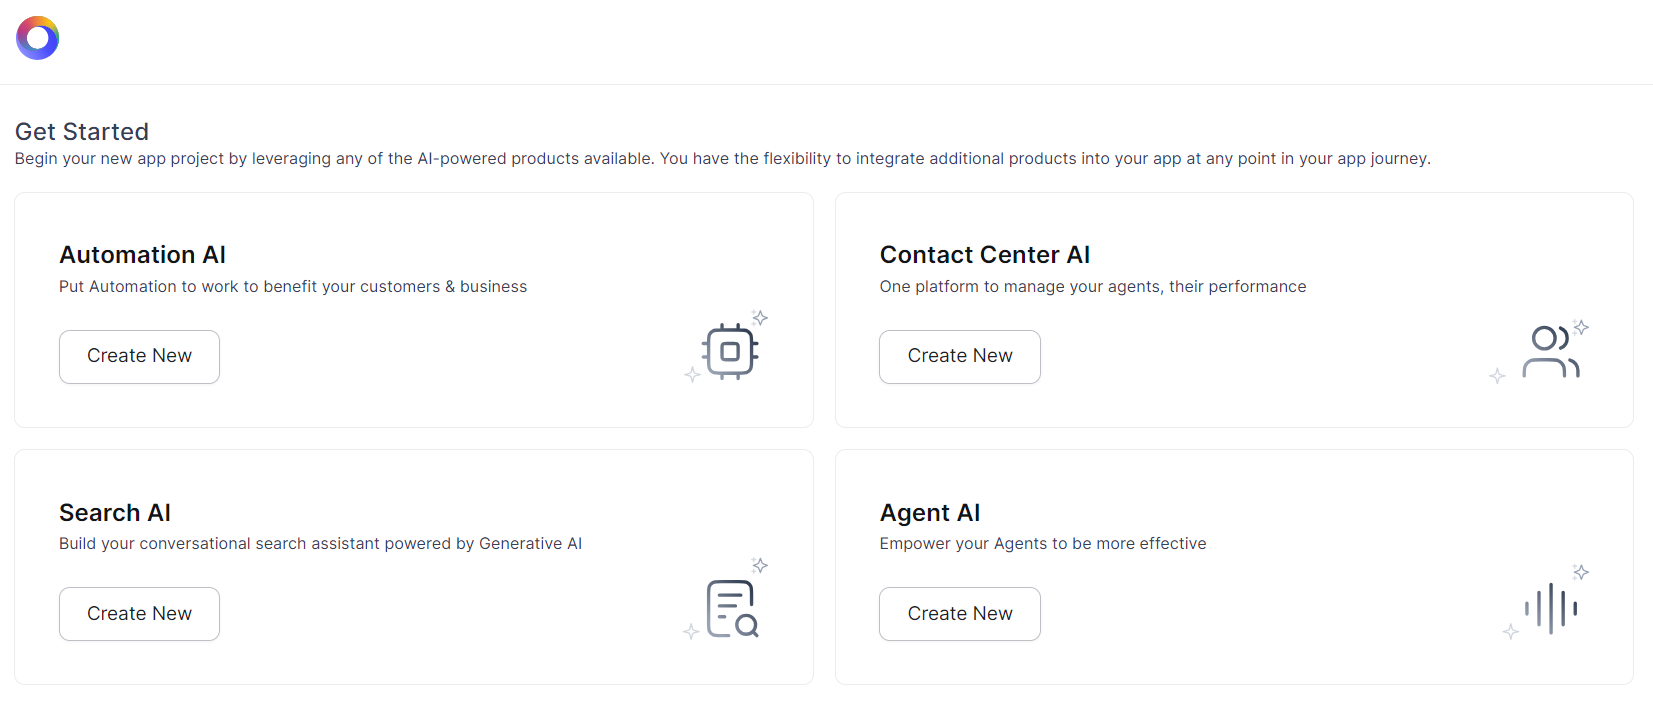 Get Started
Begin your new app project by leveraging any of the AI-powered products available. You have the flexibility to integrate additional products into your app at any point in your app journey.
Automation AI
Put Automation to work to benefit your customers & business
Create New
Contact Center AI
One platform to manage your agents, their performance
Create New
Search AI
Build your conversational search assistant powered by Generative AI
Create New
Agent AI
Empower your Agents to be more effective
Create New